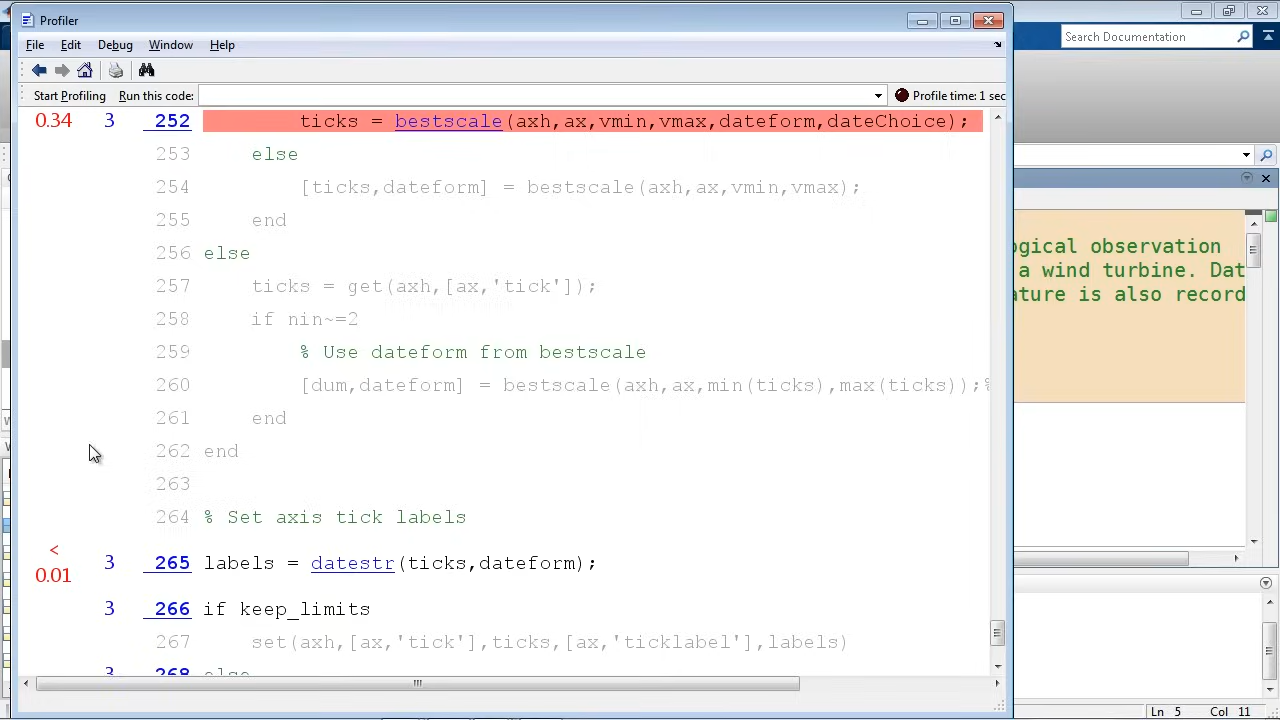 Profiler
File Edit Debug Window Help
Search Documentation
Start Profiling Run this code: Profile time: 1 sec
0.34 3 252 ticks = bestscale(axh,ax,vmin,vmax,dateform,dateChoice);
253 else
254 [ticks,dateform] = bestscale(axh,ax,vmin,vmax);
255 end
256 else
257 ticks = get(axh,[ax,'tick']);
258 if nin~=2
259 % Use dateform from bestscale
260 [dum,dateform] = bestscale(axh,ax,min(ticks),max(ticks));%
261 end
262 end
263
264 % Set axis tick labels
< 0.01 3 265 labels = datestr(ticks,dateform);
3 266 if keep_limits
267 set(axh,[ax,'tick'],ticks,[ax,'ticklabel'],labels)
3 268 else
ogical observation
a wind turbine. Dat
ature is also record
Ln 5 Col 11